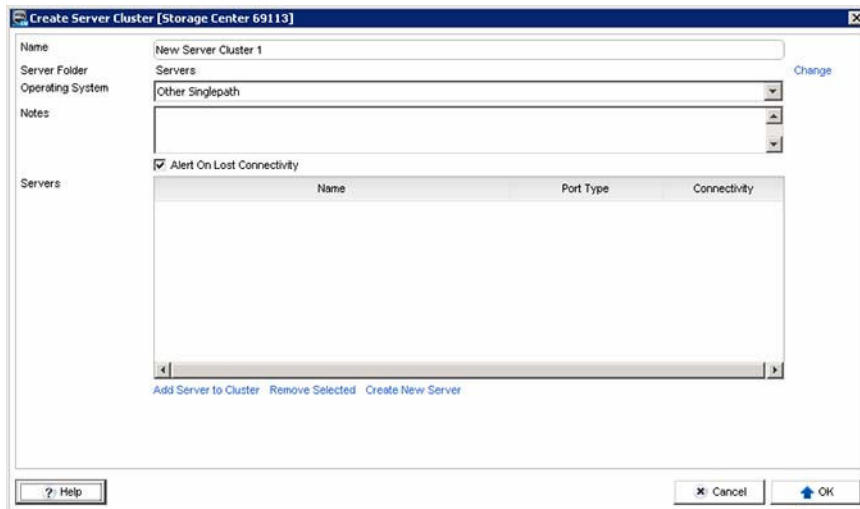 Create Server Cluster [Storage Center 69113]
Name New Server Cluster 1
Server Folder Servers Change
Operating System Other Singlepath
Notes
Alert On Lost Connectivity
Servers Name Port Type Connectivity
Add Server to Cluster Remove Selected Create New Server
? Help Cancel OK